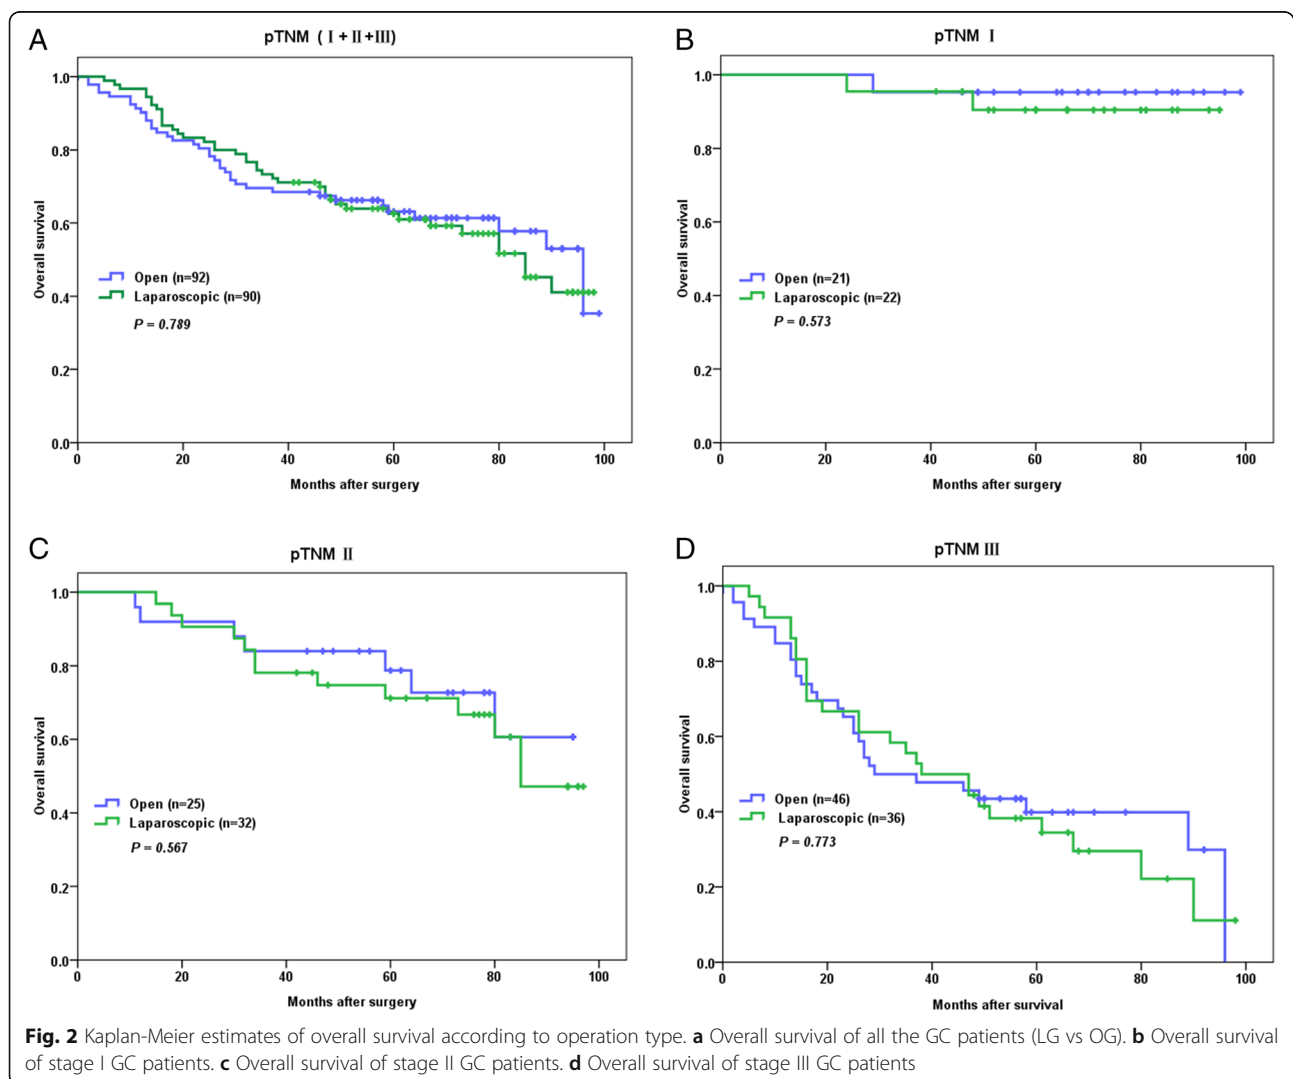 A
pTNM ( Ⅰ + Ⅱ +Ⅲ)
1.0
0.8
0.6
0.4
0.2
0.0
Overall survival
Open (n=92)
Laparoscopic (n=90)
P = 0.789
0 20 40 60 80 100
Months after surgery
B
pTNM Ⅰ
1.0
0.8
0.6
0.4
0.2
0.0
Overall survival
Open (n=21)
Laparoscopic (n=22)
P = 0.573
0 20 40 60 80 100
Months after surgery
C
pTNM Ⅱ
1.0
0.8
0.6
0.4
0.2
0.0
Overall survival
Open (n=25)
Laparoscopic (n=32)
P = 0.567
0 20 40 60 80 100
Months after surgery
D
pTNM Ⅲ
1.0
0.8
0.6
0.4
0.2
0.0
Overall survival
Open (n=46)
Laparoscopic (n=36)
P = 0.773
0 20 40 60 80 100
Months after survival
Fig. 2 Kaplan-Meier estimates of overall survival according to operation type. a Overall survival of all the GC patients (LG vs OG). b Overall survival
of stage I GC patients. c Overall survival of stage II GC patients. d Overall survival of stage III GC patients